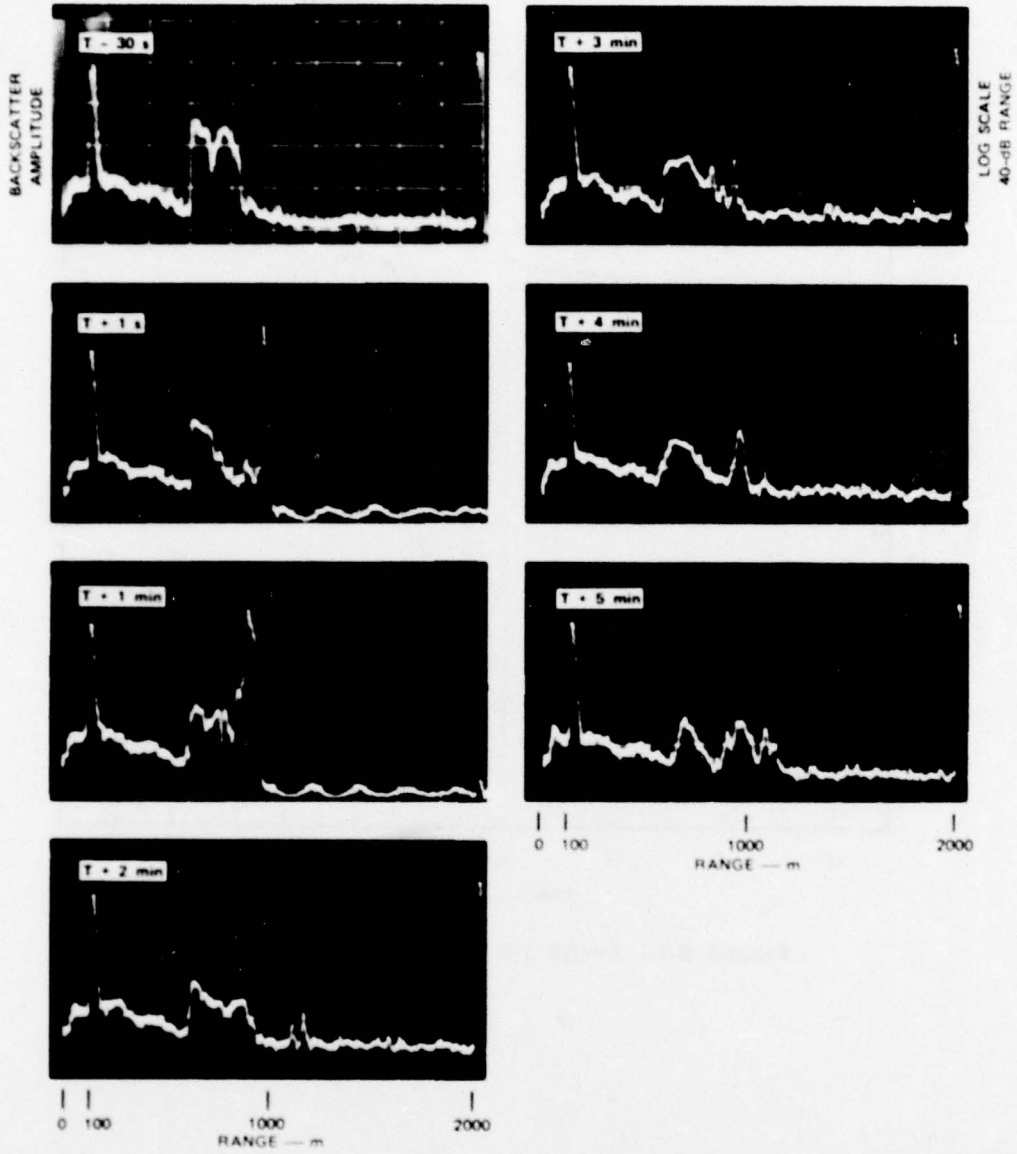 BACKSCATTER
AMPLITUDE
T - 30 s
T + 1 s
T + 1 min
T + 2 min
0 100 1000 2000
RANGE — m
T + 3 min
T + 4 min
T + 5 min
0 100 1000 2000
RANGE — m
LOG SCALE
40-dB RANGE